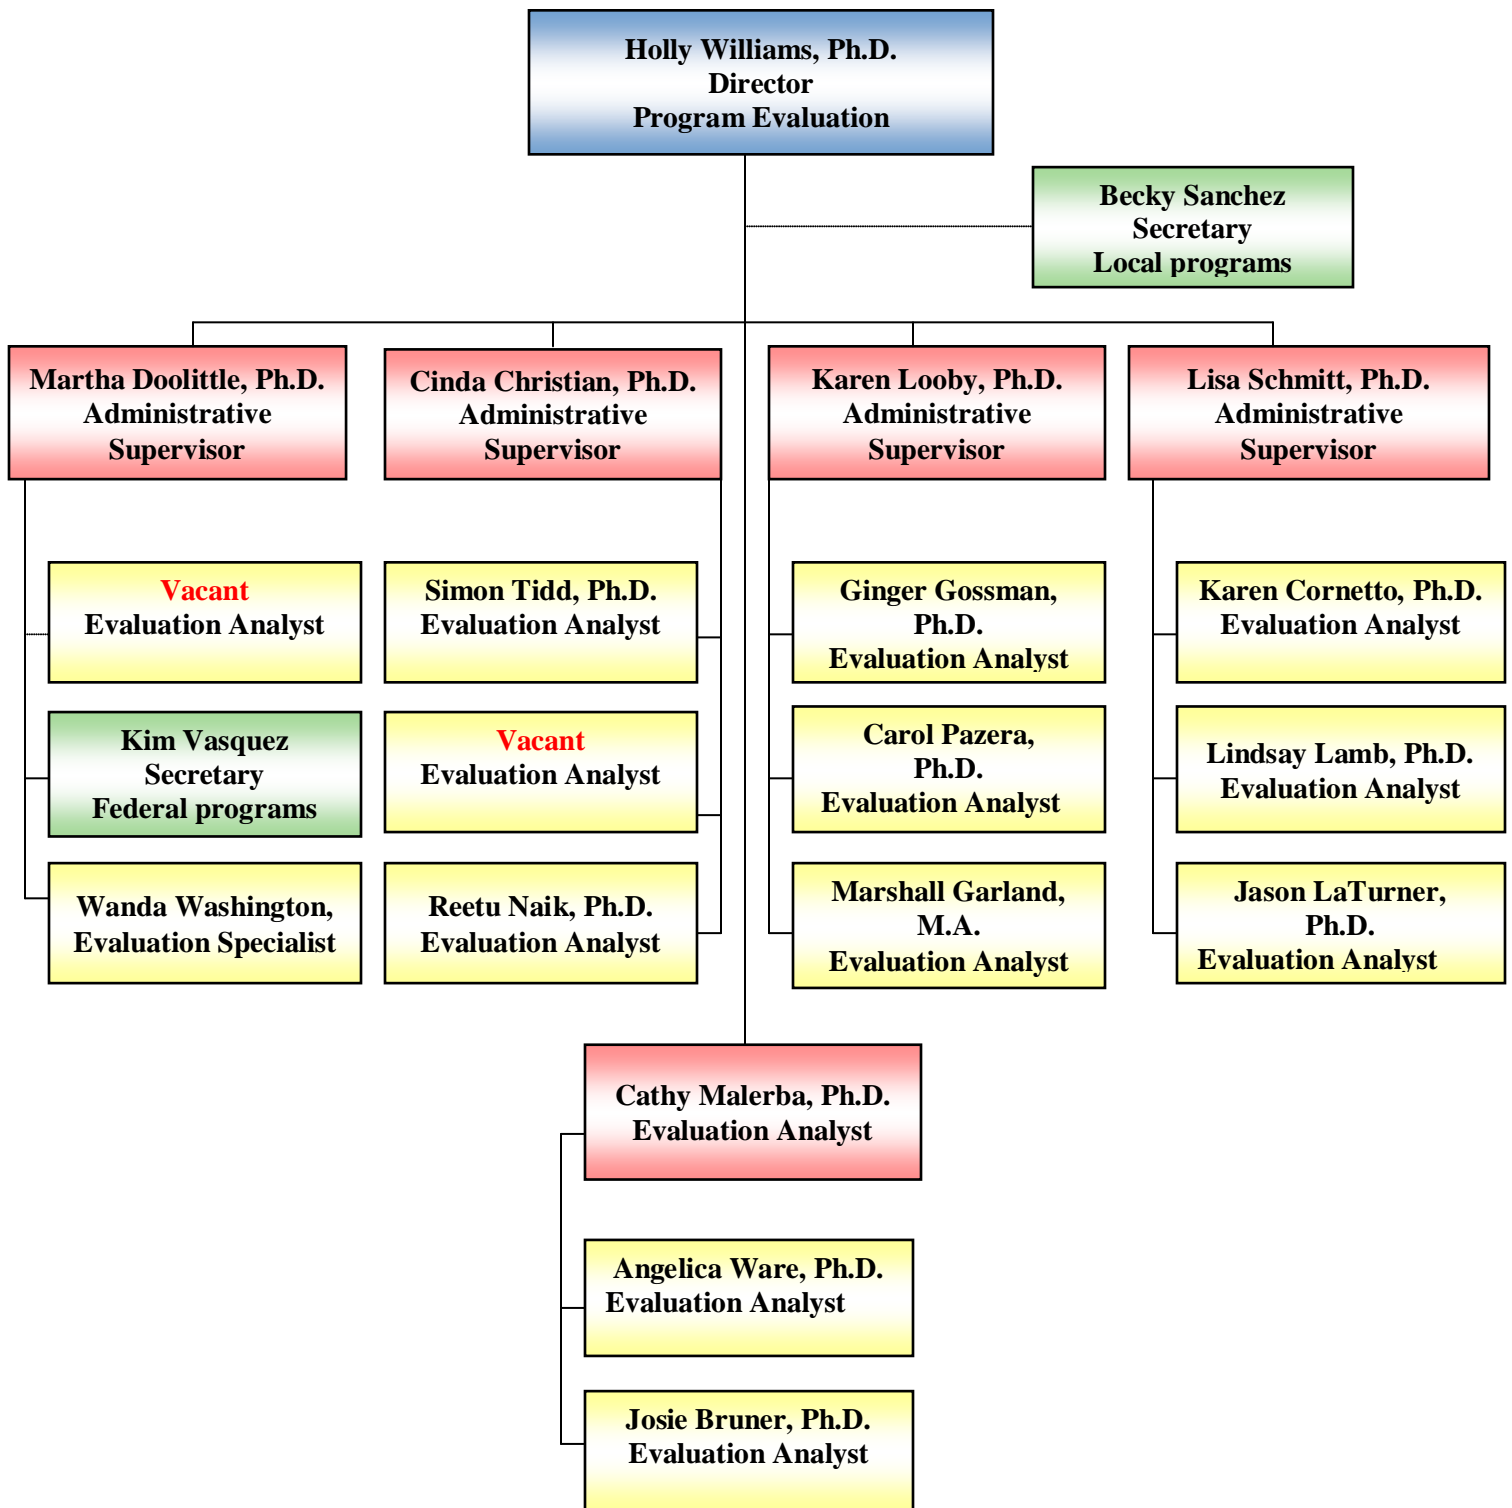 Holly Williams, Ph.D.
Director
Program Evaluation
Becky Sanchez
Secretary
Local programs
Martha Doolittle, Ph.D.
Administrative
Supervisor
Cinda Christian, Ph.D.
Administrative
Supervisor
Karen Looby, Ph.D.
Administrative
Supervisor
Lisa Schmitt, Ph.D.
Administrative
Supervisor
Vacant
Evaluation Analyst
Kim Vasquez
Secretary
Federal programs
Wanda Washington,
Evaluation Specialist
Simon Tidd, Ph.D.
Evaluation Analyst
Vacant
Evaluation Analyst
Reetu Naik, Ph.D.
Evaluation Analyst
Ginger Gossman,
Ph.D.
Evaluation Analyst
Carol Pazera,
Ph.D.
Evaluation Analyst
Marshall Garland,
M.A.
Evaluation Analyst
Karen Cornetto, Ph.D.
Evaluation Analyst
Lindsay Lamb, Ph.D.
Evaluation Analyst
Jason LaTurner,
Ph.D.
Evaluation Analyst
Cathy Malerba, Ph.D.
Evaluation Analyst
Angelica Ware, Ph.D.
Evaluation Analyst
Josie Bruner, Ph.D.
Evaluation Analyst